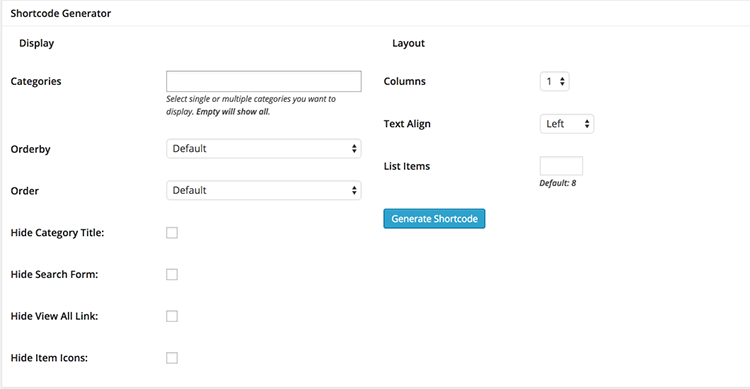 Shortcode Generator
Display
Categories
Select single or multiple categories you want to
display. Empty will show all.
Orderby
Default
Order
Default
Hide Category Title:
Hide Search Form:
Hide View All Link:
Hide Item Icons:
Layout
Columns
1
Text Align
Left
List Items
Default: 8
Generate Shortcode